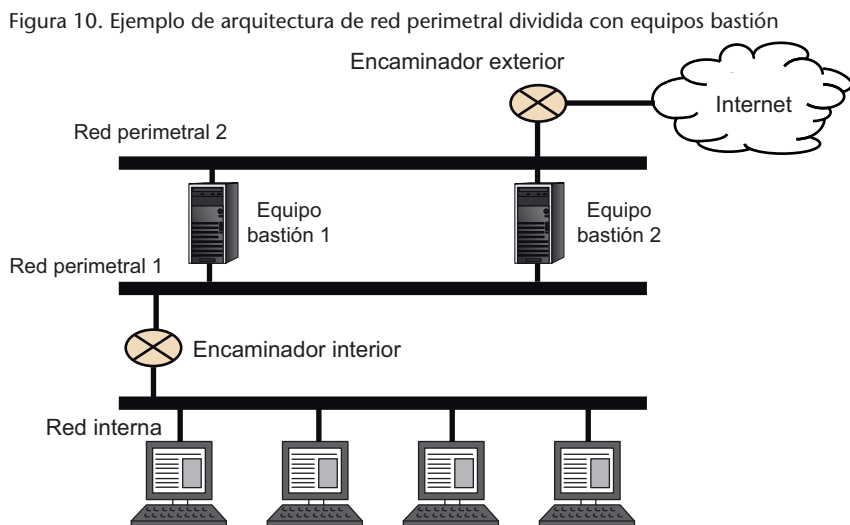 Figura 10. Ejemplo de arquitectura de red perimetral dividida con equipos bastión
Encaminador exterior
Internet
Red perimetral 2
Equipo
bastión 1
Equipo
bastión 2
Red perimetral 1
Encaminador interior
Red interna